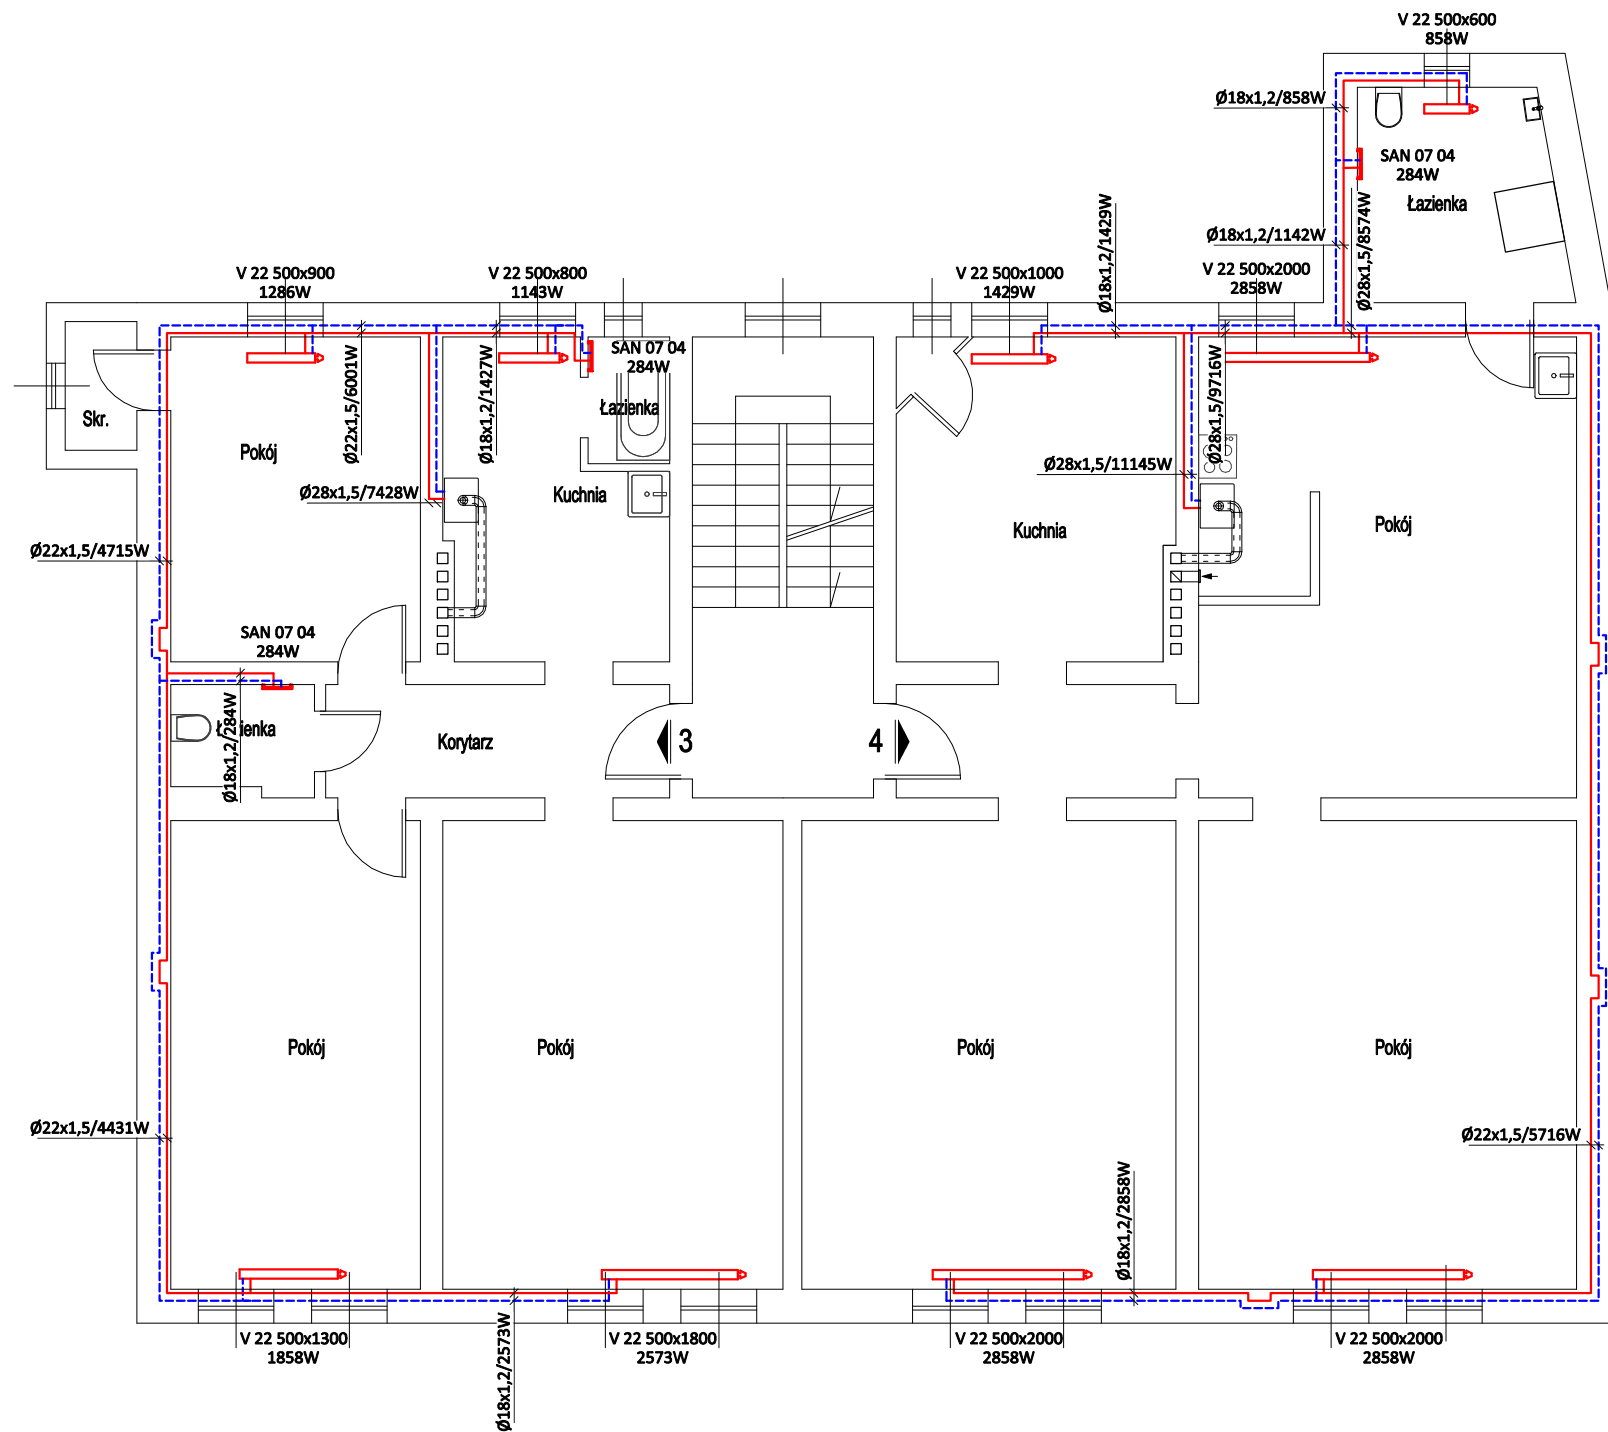 V 22 500x600
858W
Ø18x1,2/858W
SAN 07 04
284W
Łazienka
Ø18x1,2/1142W
Ø28x1,5/8574W
Ø18x1,2/1429W
V 22 500x900
1286W
V 22 500x800
1143W
V 22 500x1000
1429W
V 22 500x2000
2858W
SAN 07 04
284W
Łazienka
Ø22x1,5/6001W
Ø18x1,2/1427W
Ø28x1,5/9716W
Skr.
Pokój
Ø28x1,5/7428W
Kuchnia
Ø28x1,5/11145W
Kuchnia
Pokój
Ø22x1,5/4715W
SAN 07 04
284W
Łazienka
Ø18x1,2/284W
Korytarz
3
4
Pokój
Pokój
Pokój
Pokój
Ø22x1,5/4431W
Ø22x1,5/5716W
Ø18x1,2/2858W
V 22 500x1300
1858W
Ø18x1,2/2573W
V 22 500x1800
2573W
V 22 500x2000
2858W
V 22 500x2000
2858W